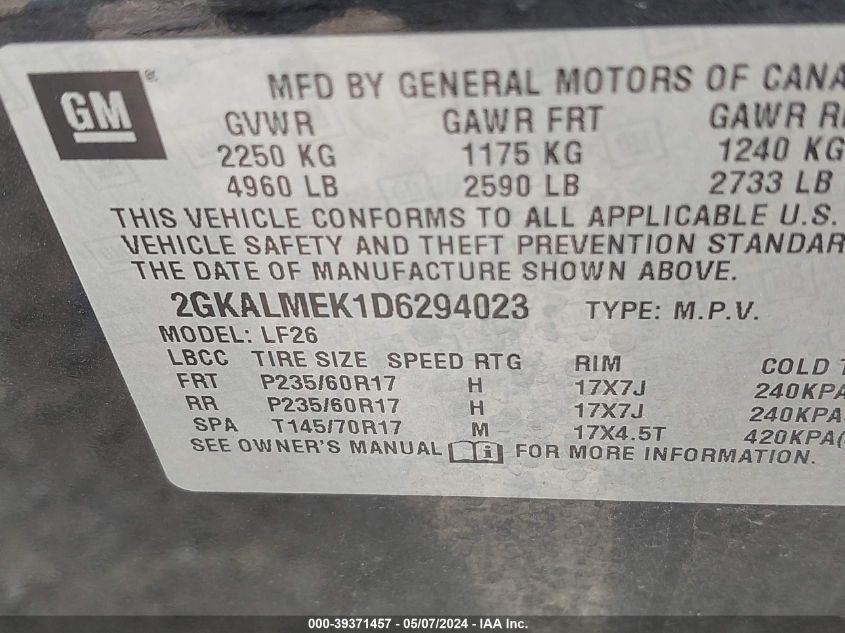 MFD BY GENERAL MOTORS OF CANA
GM
GVWR GAWR FRT GAWR R
2250 KG 1175 KG 1240 KG
4960 LB 2590 LB 2733 LB
THIS VEHICLE CONFORMS TO ALL APPLICABLE U.S.
VEHICLE SAFETY AND THEFT PREVENTION STANDAR
THE DATE OF MANUFACTURE SHOWN ABOVE.
2GKALMEK1D6294023 TYPE: M.P.V.
MODEL: LF26
LBCC TIRE SIZE SPEED RTG RIM COLD T
FRT P235/60R17 H 17X7J 240KPA
RR P235/60R17 H 17X7J 240KPA
SPA T145/70R17 M 17X4.5T 420KPA(
SEE OWNER'S MANUAL i FOR MORE INFORMATION.
000-39371457 - 05/07/2024 - IAA Inc.